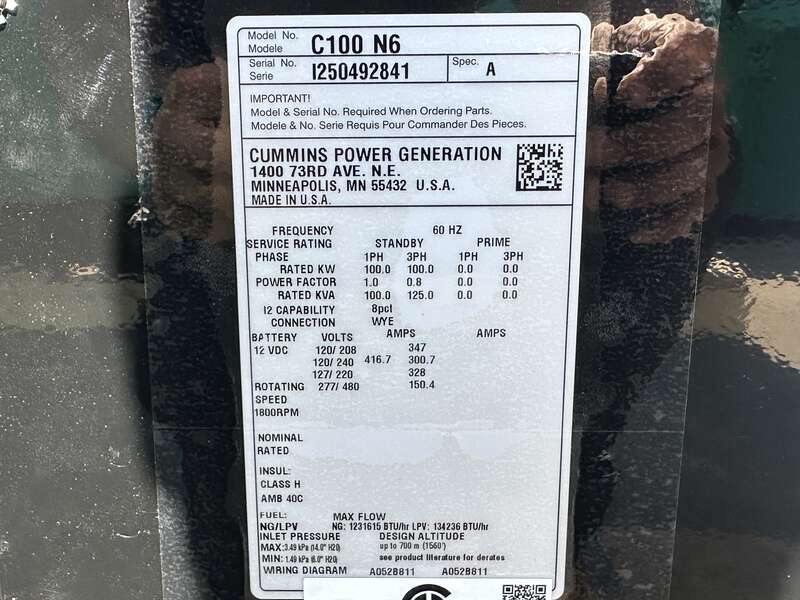 Model No. C100 N6
Modele
Serial No. I250492841 Spec. A
Serie
IMPORTANT!
Model & Serial No. Required When Ordering Parts.
Modele & No. Serie Requis Pour Commander Des Pieces.
CUMMINS POWER GENERATION
1400 73RD AVE. N.E.
MINNEAPOLIS, MN 55432 U.S.A.
MADE IN U.S.A.
FREQUENCY 60 HZ
SERVICE RATING STANDBY PRIME
PHASE 1PH 3PH 1PH 3PH
RATED KW 100.0 100.0 0.0 0.0
POWER FACTOR 1.0 0.8 0.0 0.0
RATED KVA 100.0 125.0 0.0 0.0
I2 CAPABILITY 8pcl
CONNECTION WYE
BATTERY VOLTS AMPS AMPS
12 VDC 120/ 208 347
120/ 240 416.7 300.7
127/ 220 328
ROTATING 277/ 480 150.4
SPEED
1800RPM
NOMINAL
RATED
INSUL:
CLASS H
AMB 40C
FUEL: MAX FLOW
NG/LPV NG: 1231615 BTU/hr LPV: 134236 BTU/hr
INLET PRESSURE DESIGN ALTITUDE
MAX: 3.49 kPa (14.0" H2O) up to 700 m (1560')
MIN: 1.49 kPa (6.0" H2O) see product literature for derates
WIRING DIAGRAM A052B811 A052B811